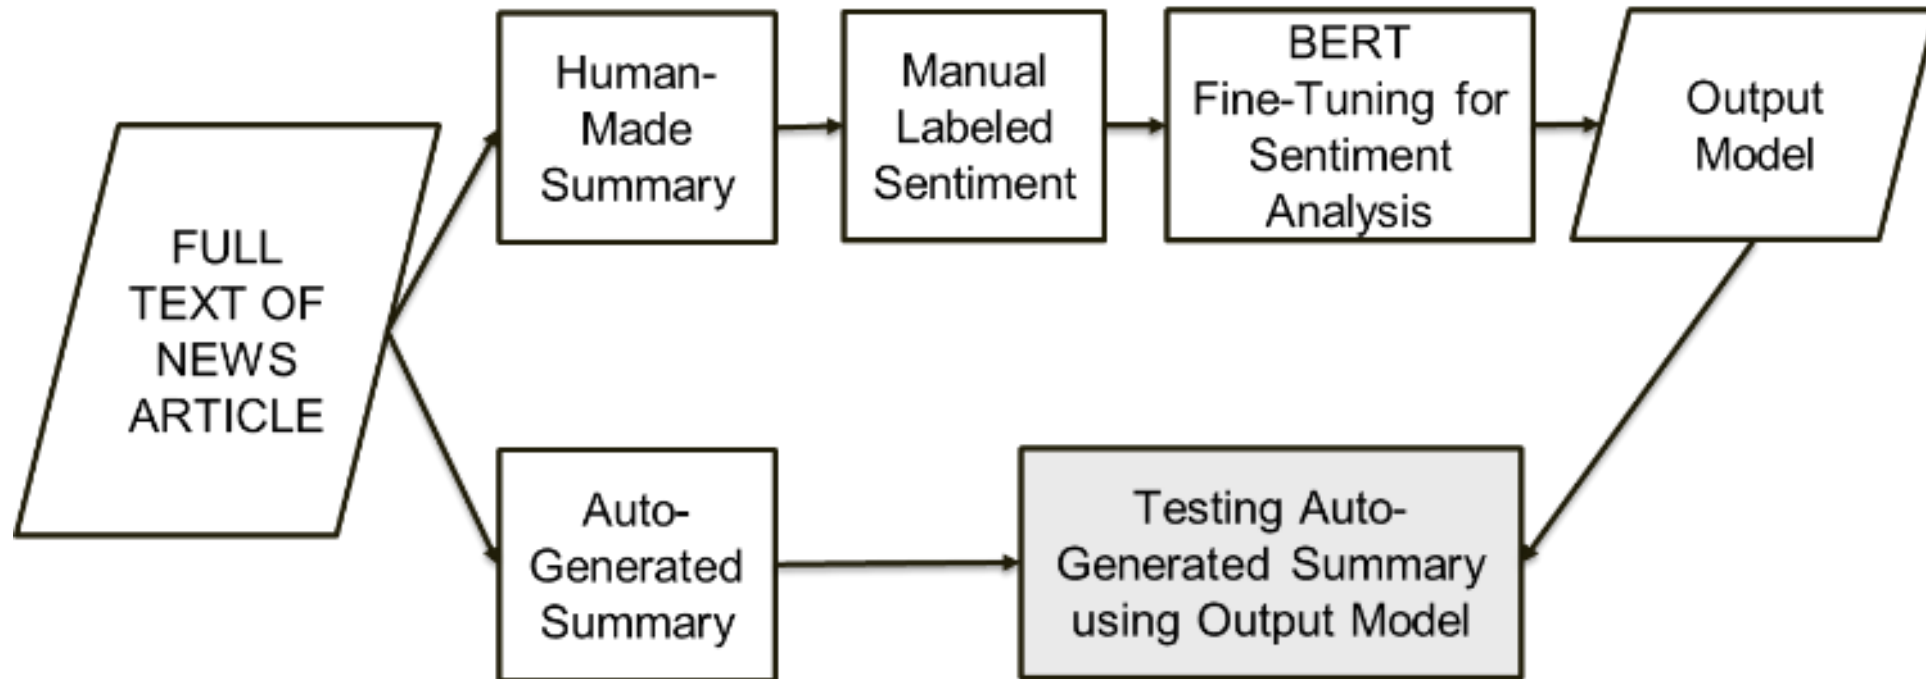 FULL
TEXT OF
NEWS
ARTICLE
Human-
Made
Summary
Manual
Labeled
Sentiment
BERT
Fine-Tuning for
Sentiment
Analysis
Output
Model
Auto-
Generated
Summary
Testing Auto-
Generated Summary
using Output Model